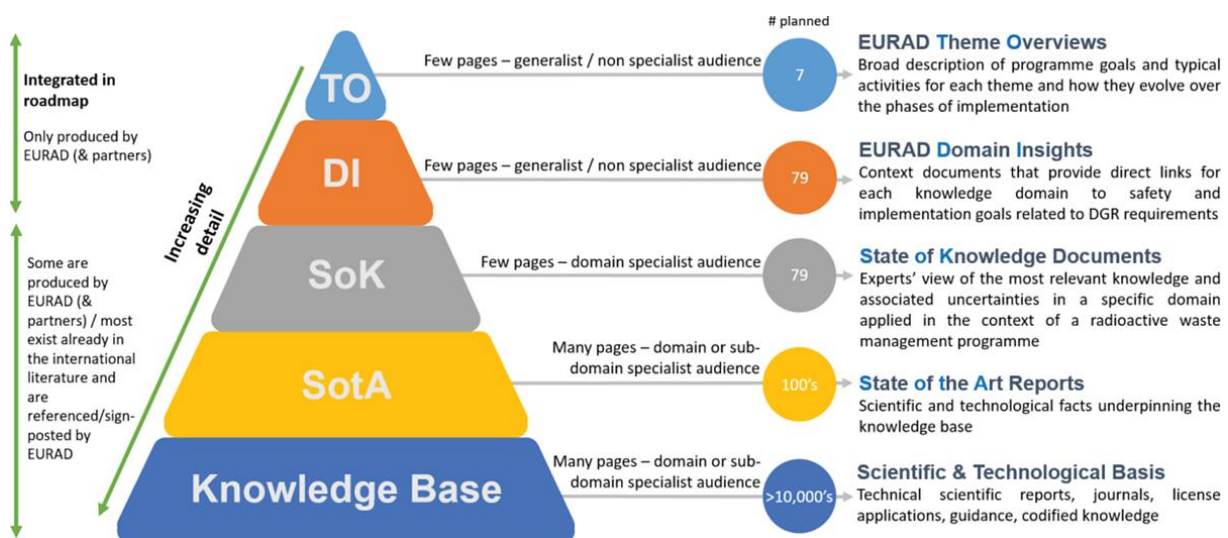 # planned
Integrated in
roadmap
Only produced by
EURAD (& partners)
Some are
produced by
EURAD (&
partners) / most
exist already in
the international
literature and
are
referenced/sign-
posted by
EURAD
Increasing
detail
TO
Few pages – generalist / non specialist audience
7
EURAD Theme Overviews
Broad description of programme goals and typical
activities for each theme and how they evolve over
the phases of implementation
DI
Few pages – generalist / non specialist audience
79
EURAD Domain Insights
Context documents that provide direct links for
each knowledge domain to safety and
implementation goals related to DGR requirements
SoK
Few pages – domain specialist audience
79
State of Knowledge Documents
Experts’ view of the most relevant knowledge and
associated uncertainties in a specific domain
applied in the context of a radioactive waste
management programme
SotA
Many pages – domain or sub-
domain specialist audience
100's
State of the Art Reports
Scientific and technological facts underpinning the
knowledge base
Knowledge Base
Many pages – domain or sub-
domain specialist audience
>10,000's
Scientific & Technological Basis
Technical scientific reports, journals, license
applications, guidance, codified knowledge